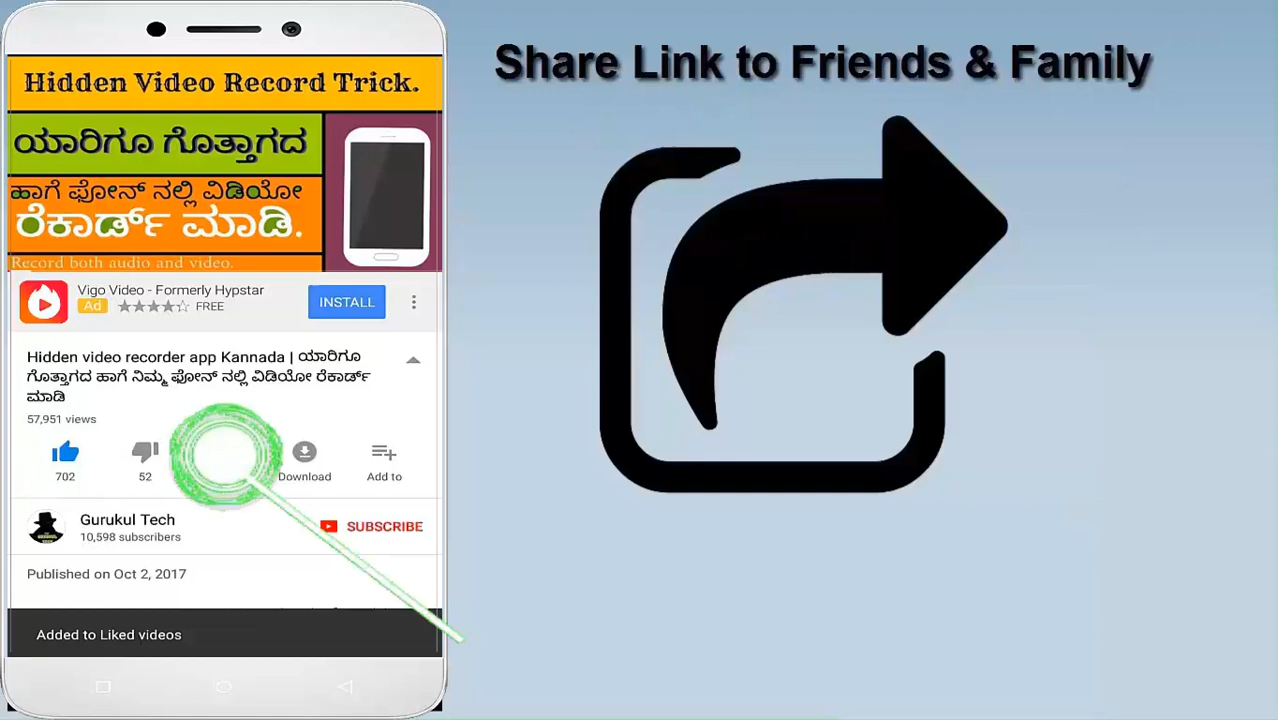 Share Link to Friends & Family
Hidden Video Record Trick.
ಯಾರಿಗೂ ಗೊತ್ತಾಗದ
ಹಾಗೆ ಫೋನ್ ನಲ್ಲಿ ವಿಡಿಯೋ
ರೆಕಾರ್ಡ್ ಮಾಡಿ.
Record both audio and video.
Vigo Video - Formerly Hypstar
Ad FREE
INSTALL
Hidden video recorder app Kannada | ಯಾರಿಗೂ
ಗೊತ್ತಾಗದ ಹಾಗೆ ನಿಮ್ಮ ಫೋನ್ ನಲ್ಲಿ ವಿಡಿಯೋ ರೆಕಾರ್ಡ್
ಮಾಡಿ
57,951 views
702 52 Download Add to
Gurukul Tech
10,598 subscribers
SUBSCRIBE
Published on Oct 2, 2017
Added to Liked videos